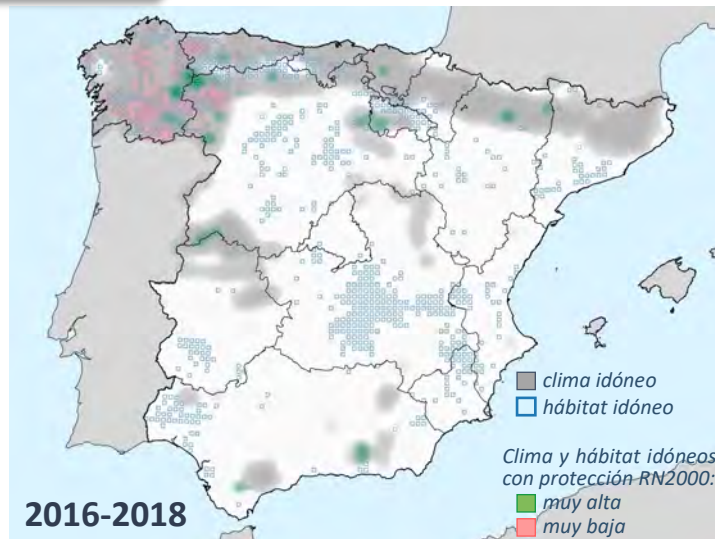 clima idóneo
hábitat idóneo
Clima y hábitat idóneos
con protección RN2000:
muy alta
muy baja
2016-2018